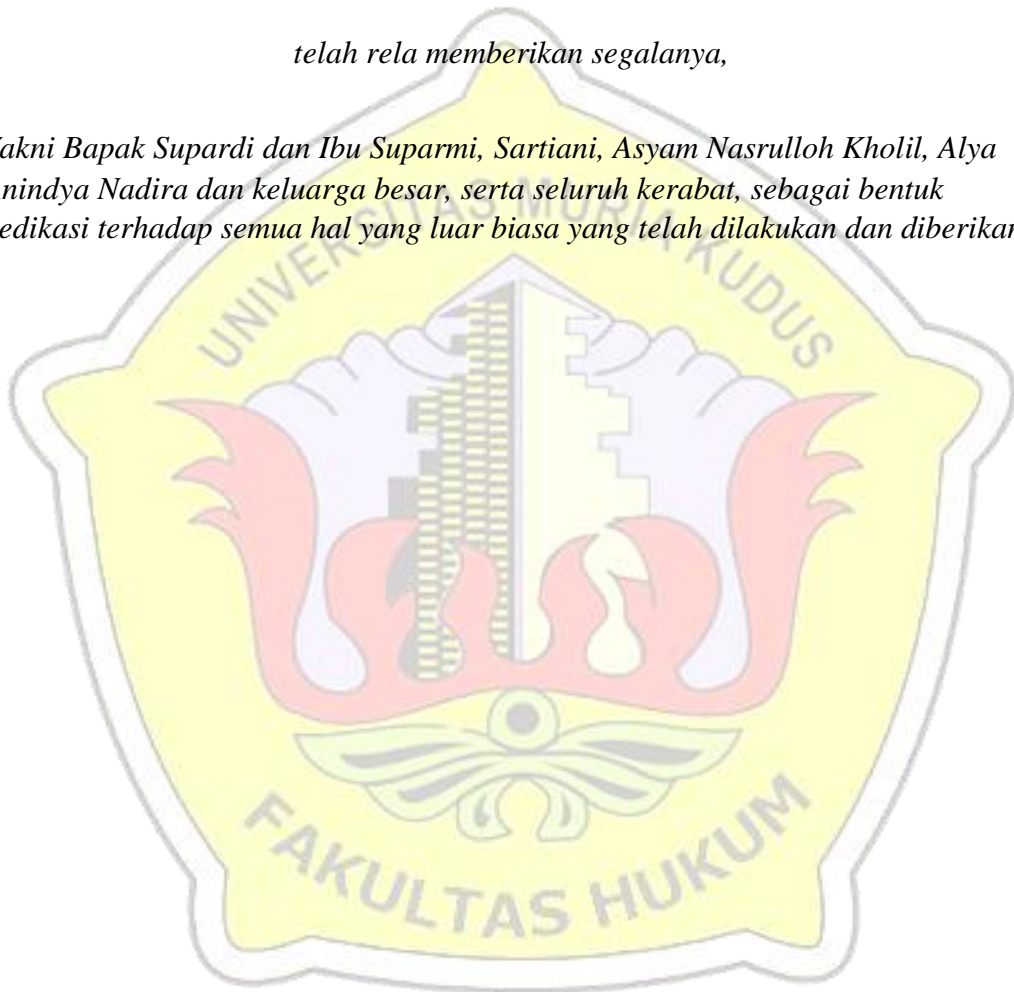 telah rela memberikan segalanya,
akni Bapak Supardi dan Ibu Suparmi, Sartiani, Asyam Nasrulloh Kholil, Alya
nindya Nadira dan keluarga besar, serta seluruh kerabat, sebagai bentuk
edikasi terhadap semua hal yang luar biasa yang telah dilakukan dan diberikan
UNIVERSITAS MURIA KUDUS
FAKULTAS HUKUM